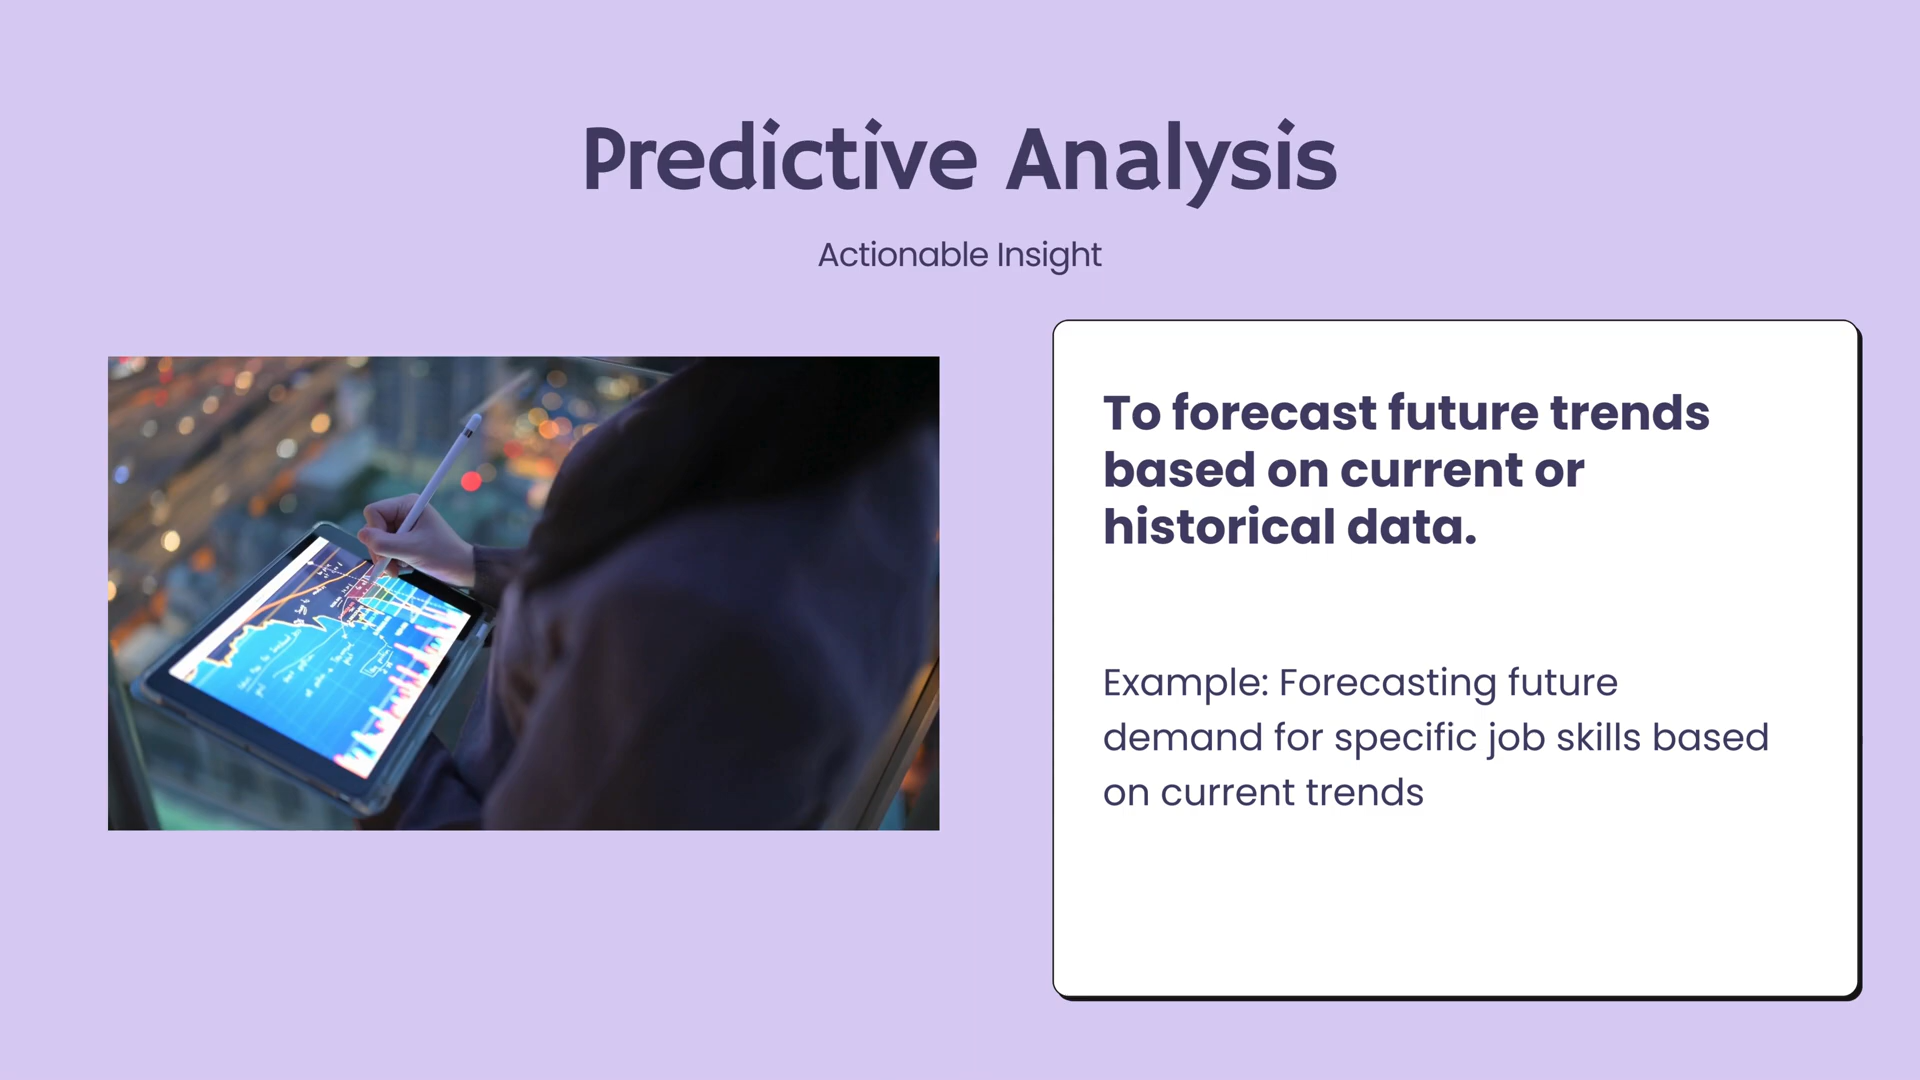 Predictive Analysis
Actionable Insight
To forecast future trends
based on current or
historical data.
Example: Forecasting future
demand for specific job skills based
on current trends